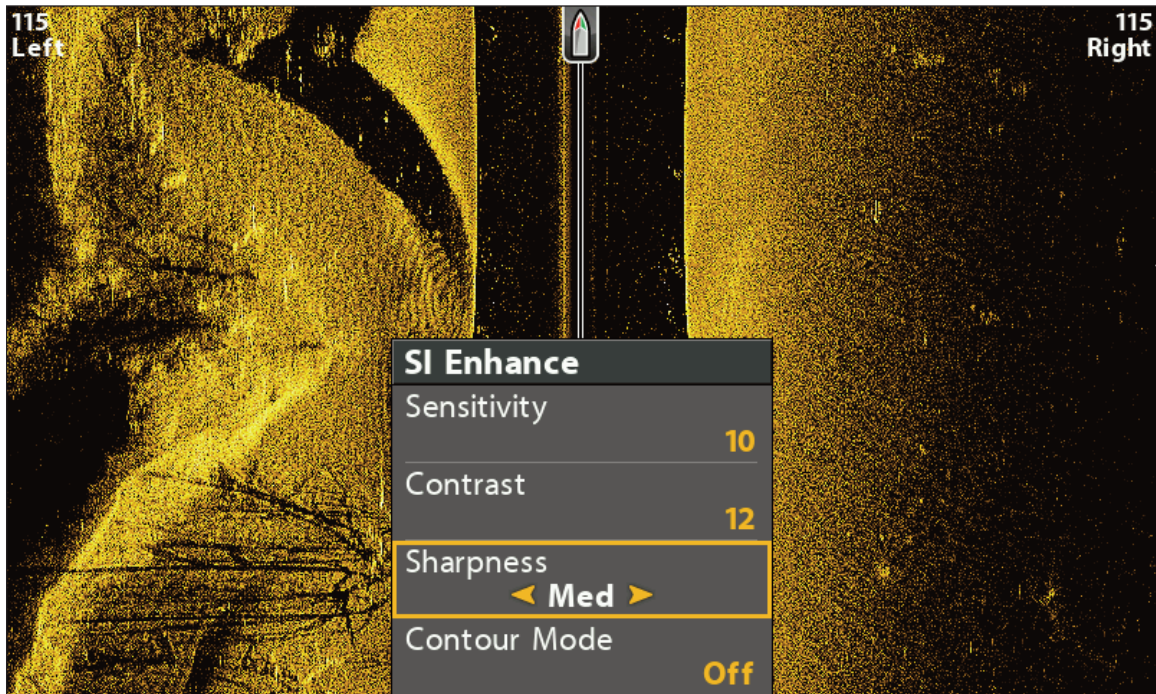 115
Left
115
Right
SI Enhance
Sensitivity
10
Contrast
12
Sharpness
Med
Contour Mode
Off